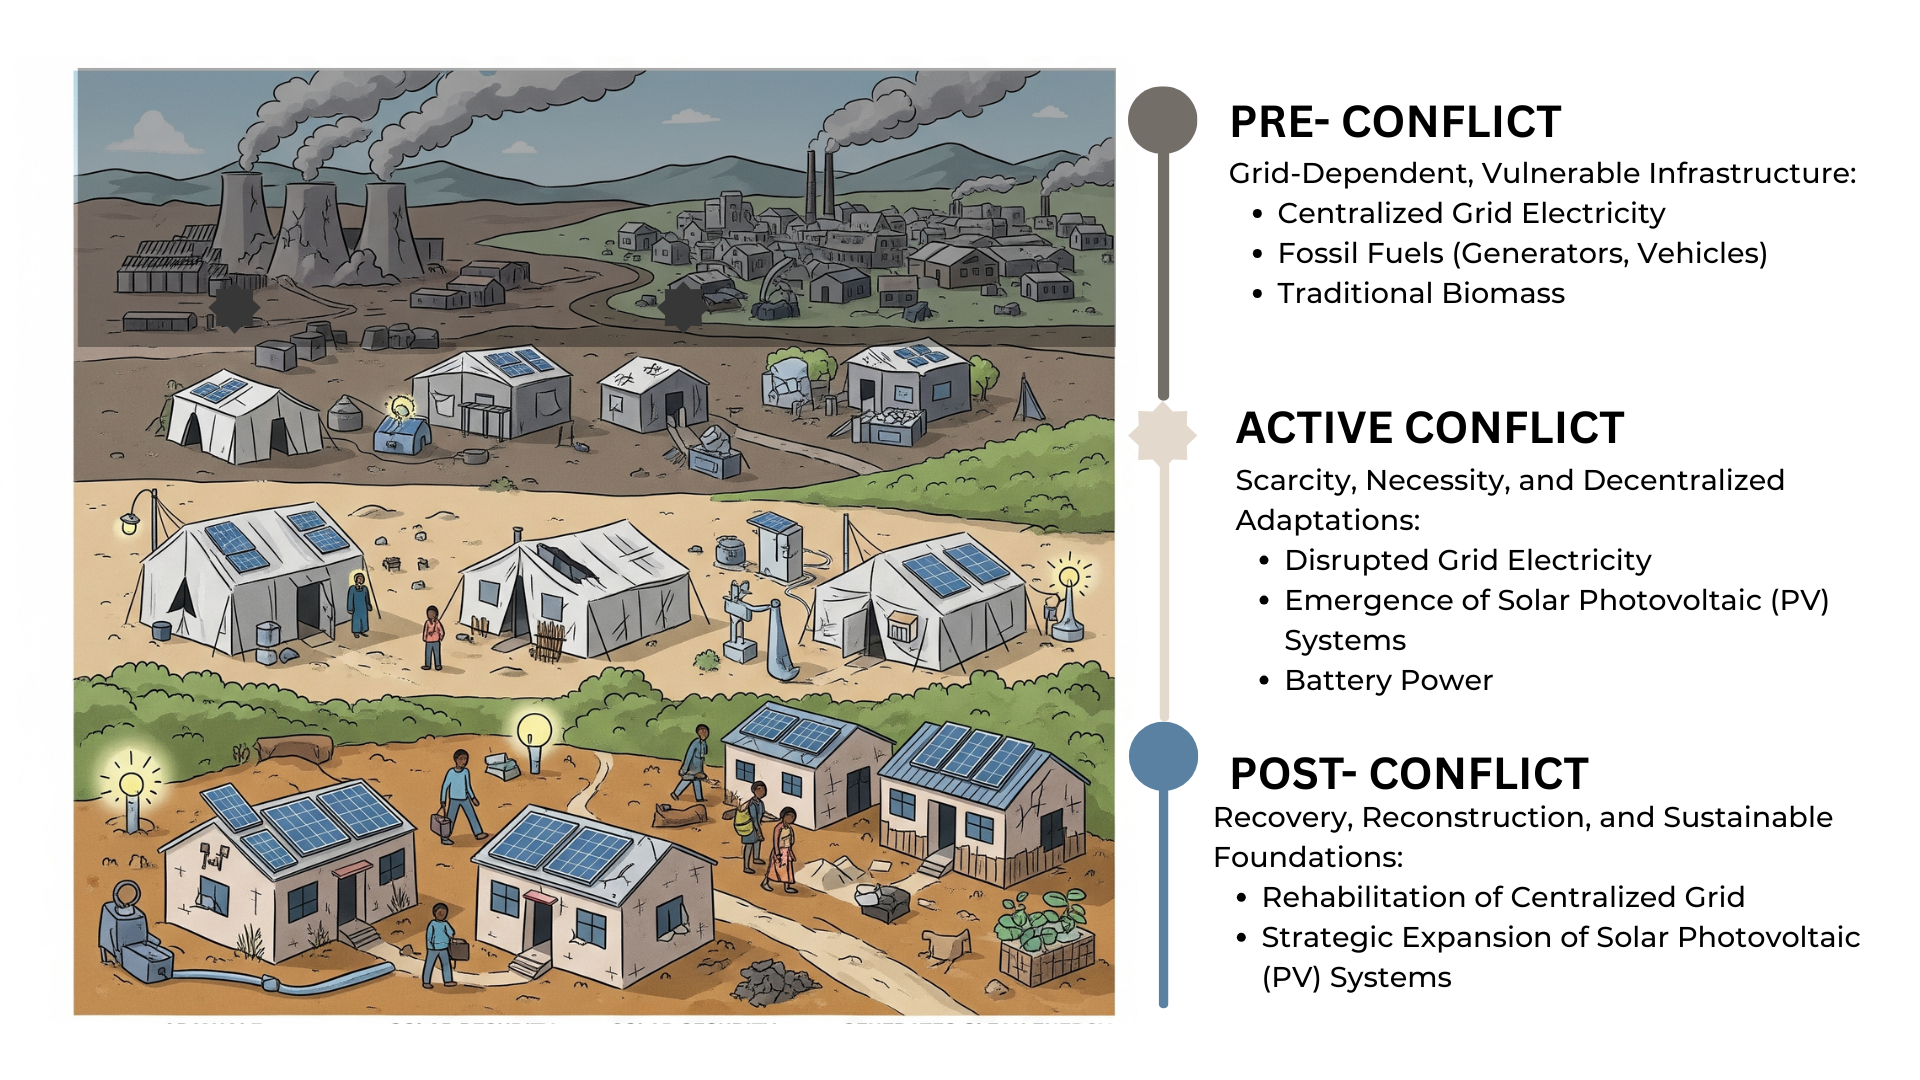 PRE- CONFLICT
Grid-Dependent, Vulnerable Infrastructure:
• Centralized Grid Electricity
• Fossil Fuels (Generators, Vehicles)
• Traditional Biomass
ACTIVE CONFLICT
Scarcity, Necessity, and Decentralized
Adaptations:
• Disrupted Grid Electricity
• Emergence of Solar Photovoltaic (PV)
Systems
• Battery Power
POST- CONFLICT
Recovery, Reconstruction, and Sustainable
Foundations:
• Rehabilitation of Centralized Grid
• Strategic Expansion of Solar Photovoltaic
(PV) Systems